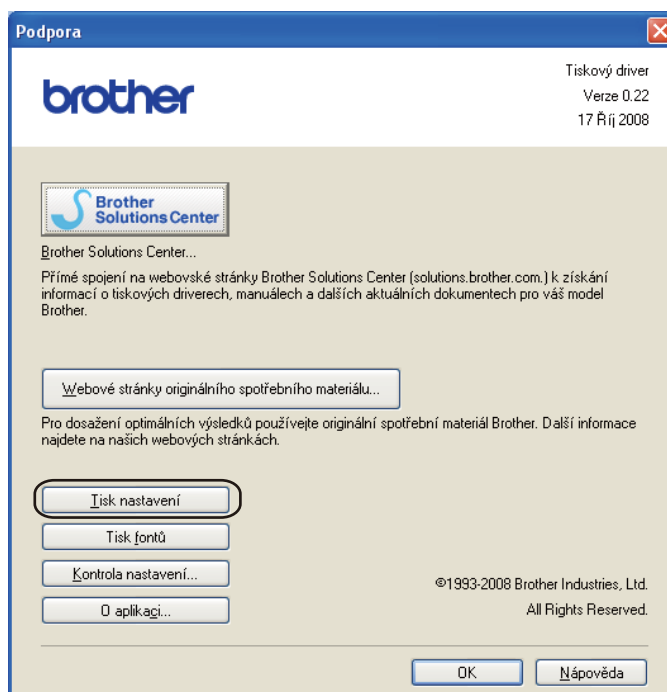 Podpora
brother
Tiskový driver
Verze 0.22
17 Říj 2008
Brother
Solutions Center
Brother Solutions Center...
Přímé spojení na webovské stránky Brother Solutions Center (solutions.brother.com.) k získání
informací o tiskových driverech, manuálech a dalších aktuálních dokumentech pro váš model
Brother.
Webové stránky originálního spotřebního materiálu...
Pro dosažení optimálních výsledků používejte originální spotřební materiál Brother. Další informace
najdete na našich webových stránkách.
Tisk nastavení
Tisk fontů
Kontrola nastavení...
O aplikaci...
©1993-2008 Brother Industries, Ltd.
All Rights Reserved.
OK
Nápověda